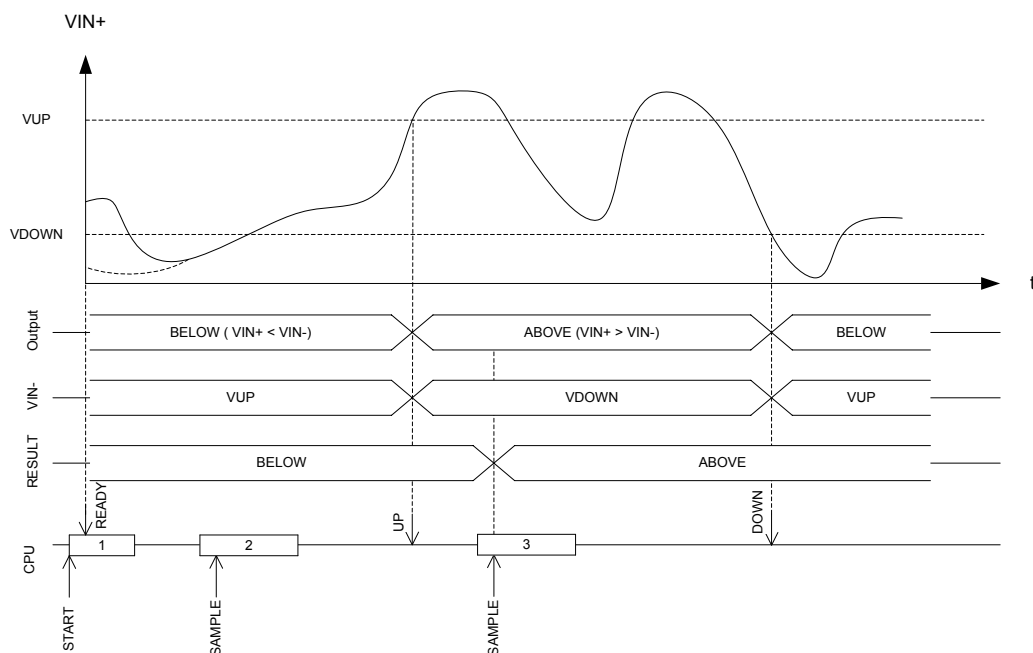 VIN+
VUP
VDOWN
t
Output
BELOW ( VIN+ < VIN-)
ABOVE (VIN+ > VIN-)
BELOW
VIN-
VUP
VDOWN
VUP
RESULT
BELOW
ABOVE
READY
UP
DOWN
CPU
1
2
3
START
SAMPLE
SAMPLE